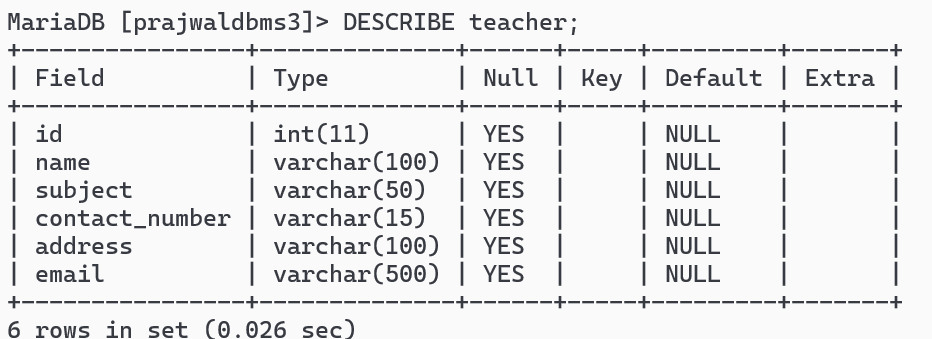 MariaDB [prajwaldbms3]> DESCRIBE teacher;
+----------------+--------------+------+-----+---------+-------+
| Field          | Type         | Null | Key | Default | Extra |
+----------------+--------------+------+-----+---------+-------+
| id             | int(11)      | YES  |     | NULL    |       |
| name           | varchar(100) | YES  |     | NULL    |       |
| subject        | varchar(50)  | YES  |     | NULL    |       |
| contact_number | varchar(15)  | YES  |     | NULL    |       |
| address        | varchar(100) | YES  |     | NULL    |       |
| email          | varchar(500) | YES  |     | NULL    |       |
+----------------+--------------+------+-----+---------+-------+
6 rows in set (0.026 sec)